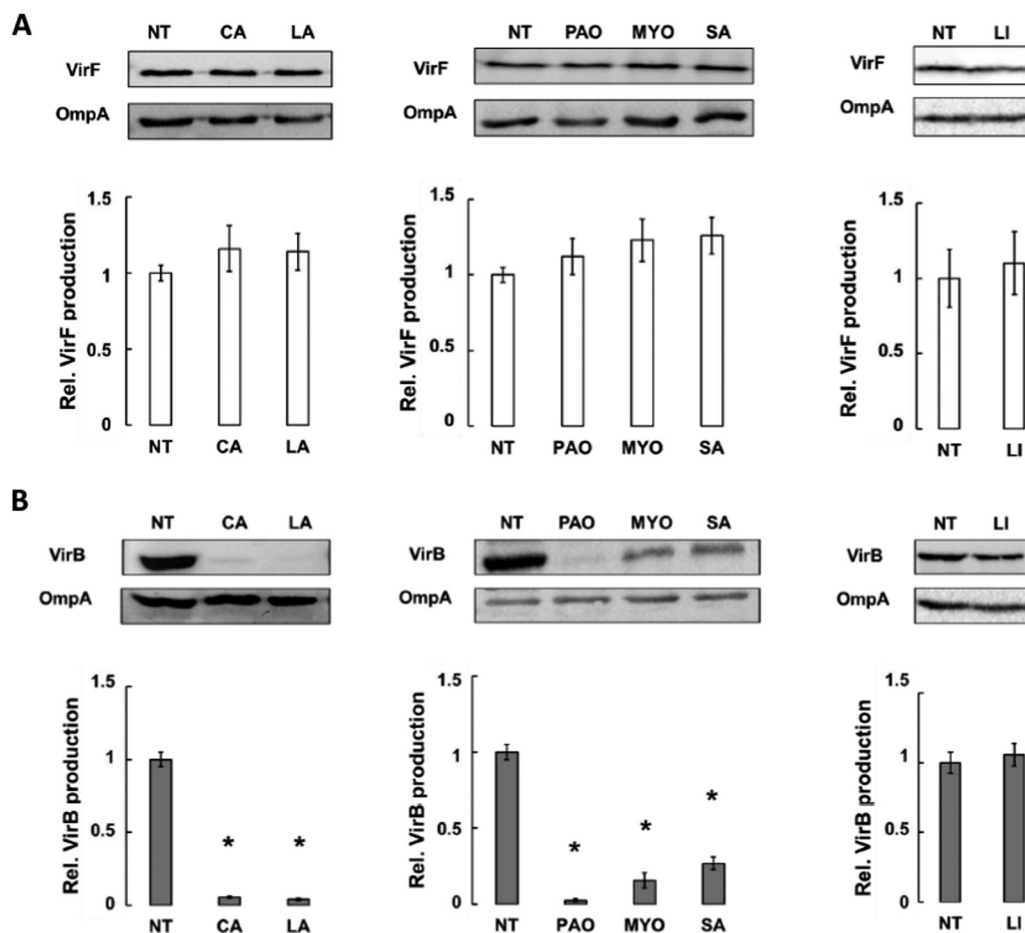 A
NT CA LA
VirF
OmpA
NT PAO MYO SA
VirF
OmpA
NT LI
VirF
OmpA
Rel. VirF production
1.5
1
0.5
0
NT CA LA
Rel. VirF production
1.5
1
0.5
0
NT PAO MYO SA
Rel. VirF production
1.5
1
0.5
0
NT LI
B
NT CA LA
VirB
OmpA
NT PAO MYO SA
VirB
OmpA
NT LI
VirB
OmpA
Rel. VirB production
1.5
1
0.5
0
* *
NT CA LA
Rel. VirB production
1.5
1
0.5
0
* * *
NT PAO MYO SA
Rel. VirB production
1.5
1
0.5
0
NT LI